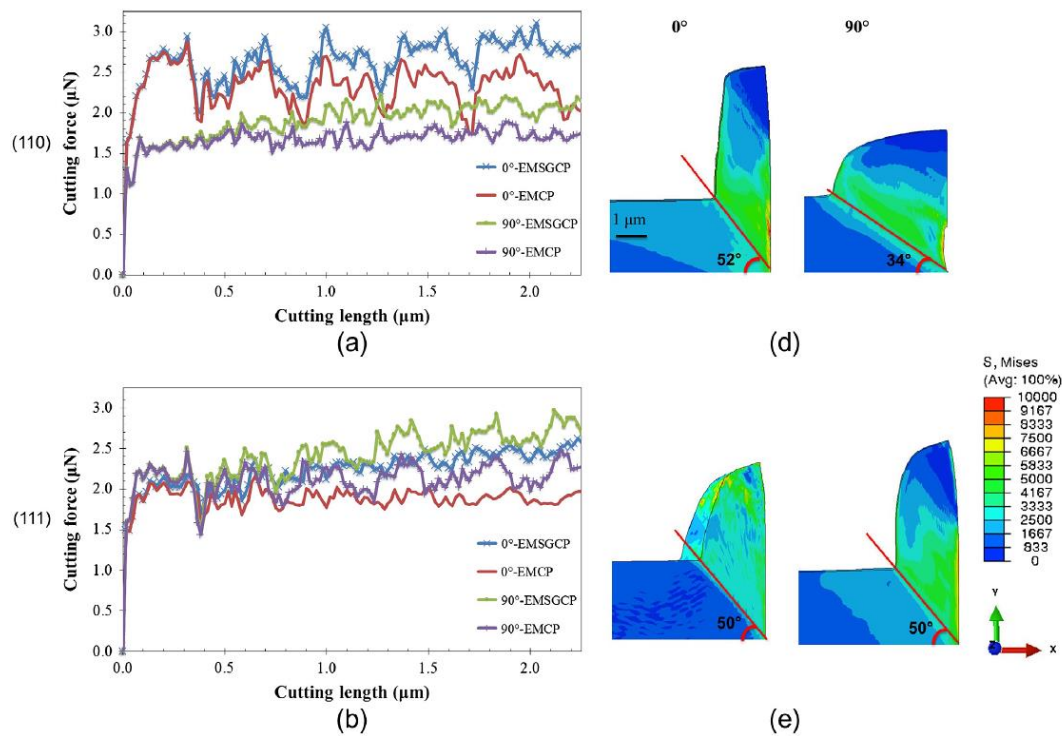 (110)
Cutting force (µN)
3.0
2.5
2.0
1.5
1.0
0.5
0.0
0°-EMSGCP
0°-EMCP
90°-EMSGCP
90°-EMCP
0.0 0.5 1.0 1.5 2.0
Cutting length (µm)
(a)
0° 90°
1 µm
52° 34°
(d)
(111)
Cutting force (µN)
3.0
2.5
2.0
1.5
1.0
0.5
0.0
0°-EMSGCP
0°-EMCP
90°-EMSGCP
90°-EMCP
0.0 0.5 1.0 1.5 2.0
Cutting length (µm)
(b)
50° 50°
(e)
S, Mises
(Avg: 100%)
10000
9167
8333
7500
6667
5000
4167
3333
2500
1667
833
0
Y
Z
X